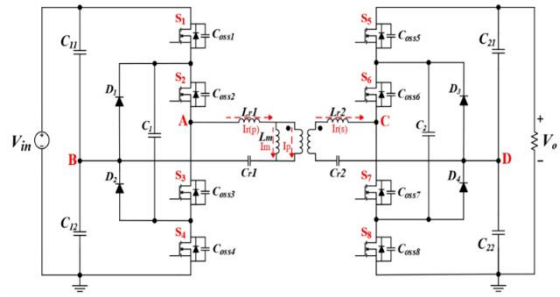 S1 Coss1 S5 Coss5
C11 C21
S2 Coss2 S6 Coss6
D1 D3
A Lr1 Lr2 C
C1 Ir(p) Ir(s) C2
Vin Lm Im Ip + Vo −
B Cr1 Cr2 D
D2 S3 Coss3 S7 Coss7 D4
C12 S4 Coss4 S8 Coss8 C22